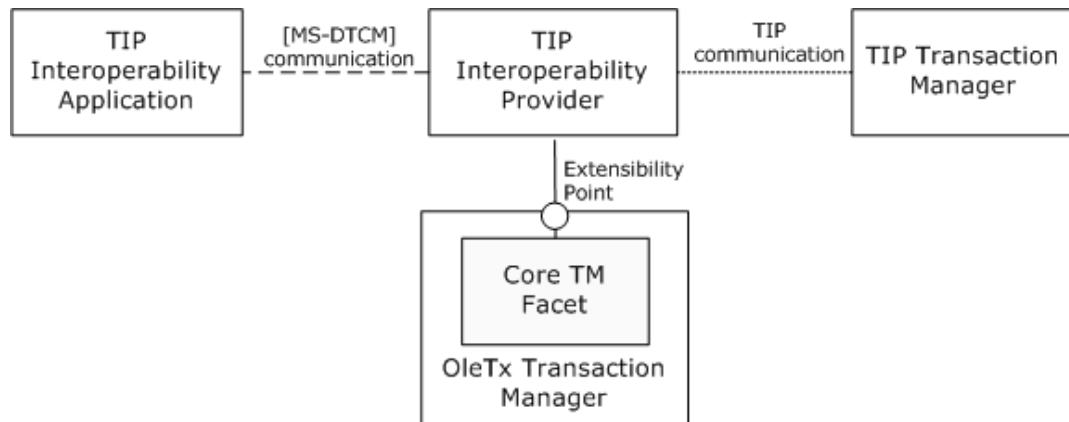 TIP
Interoperability
Application
[MS-DTCM]
communication
TIP
Interoperability
Provider
TIP
communication
TIP Transaction
Manager
Extensibility
Point
Core TM
Facet
OleTx Transaction
Manager